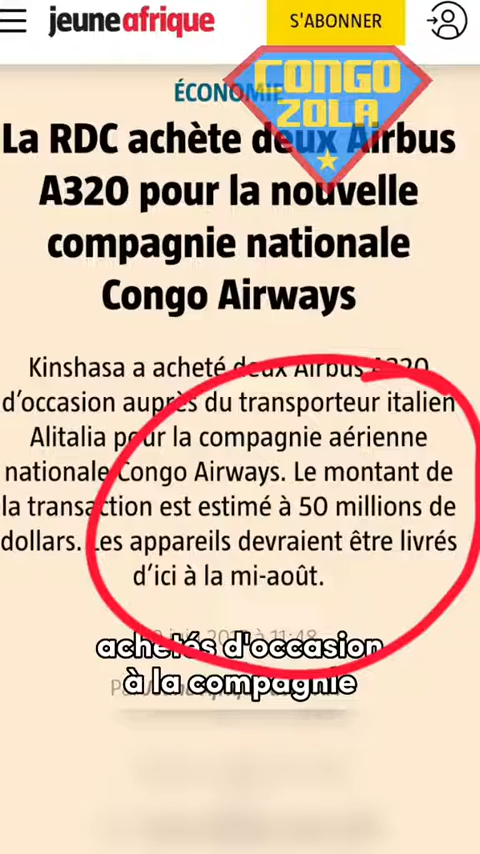 jeuneafrique
S'ABONNER
CONGO
ZOLA
ÉCONOMIE
La RDC achète deux Airbus
A320 pour la nouvelle
compagnie nationale
Congo Airways
Kinshasa a acheté deux Airbus A320
d'occasion auprès du transporteur italien
Alitalia pour la compagnie aérienne
nationale Congo Airways. Le montant de
la transaction est estimé à 50 millions de
dollars. Les appareils devraient être livrés
d'ici à la mi-août.
achetés d'occasion
à la compagnie